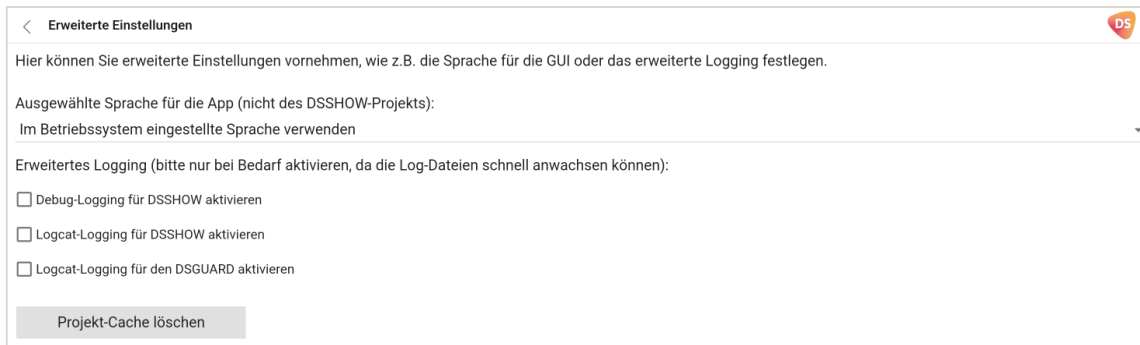 Erweiterte Einstellungen
DS
Hier können Sie erweiterte Einstellungen vornehmen, wie z.B. die Sprache für die GUI oder das erweiterte Logging festlegen.
Ausgewählte Sprache für die App (nicht des DSSHOW-Projekts):
Im Betriebssystem eingestellte Sprache verwenden
Erweitertes Logging (bitte nur bei Bedarf aktivieren, da die Log-Dateien schnell anwachsen können):
Debug-Logging für DSSHOW aktivieren
Logcat-Logging für DSSHOW aktivieren
Logcat-Logging für den DSGUARD aktivieren
Projekt-Cache löschen